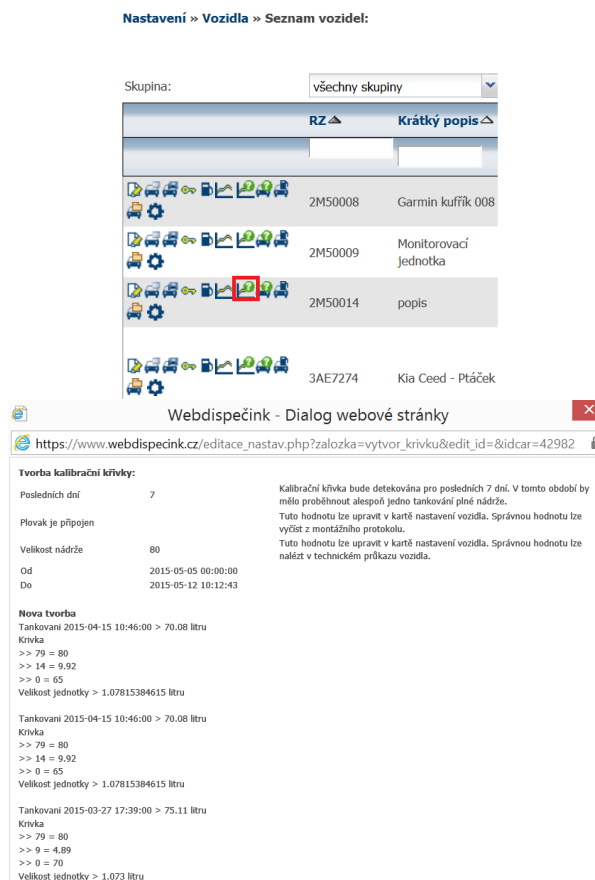 Nastavení » Vozidla » Seznam vozidel:
Skupina: všechny skupiny
RZ Krátký popis
2M50008 Garmin kufřík 008
2M50009 Monitorovací jednotka
2M50014 popis
3AE7274 Kia Ceed - Ptáček
Webdispečink - Dialog webové stránky
https://www.webdispecink.cz/editace_nastav.php?zalozka=vytvor_krivku&edit_id=&idcar=42982
Tvorba kalibrační křivky:
Posledních dní 7 Kalibrační křivka bude detekována pro posledních 7 dní. V tomto období by
mělo proběhnout alespoň jedno tankování plné nádrže.
Plovak je připojen Tuto hodnotu lze upravit v kartě nastavení vozidla. Správnou hodnotu lze
vyčíst z montážního protokolu.
Velikost nádrže 80 Tuto hodnotu lze upravit v kartě nastavení vozidla. Správnou hodnotu lze
nalézt v technickém průkazu vozidla.
Od 2015-05-05 00:00:00
Do 2015-05-12 10:12:43
Nova tvorba
Tankovani 2015-04-15 10:46:00 > 70.08 litru
Krivka
>> 79 = 80
>> 14 = 9.92
>> 0 = 65
Velikost jednotky > 1.07815384615 litru
Tankovani 2015-04-15 10:46:00 > 70.08 litru
Krivka
>> 79 = 80
>> 14 = 9.92
>> 0 = 65
Velikost jednotky > 1.07815384615 litru
Tankovani 2015-03-27 17:39:00 > 75.11 litru
Krivka
>> 79 = 80
>> 9 = 4.89
>> 0 = 70
Velikost jednotky > 1.073 litru